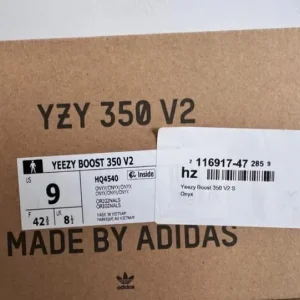 YZY 350 V2
YEEZY BOOST 350 V2
US
9
HQ4540
Inside
ONYX/ONYX/ONYX
ONYX/ONYX/ONYX
F
42⅔
UK
8½
MADE IN VIETNAM
2 116917-47 285 9
hz
Yeezy Boost 350 V2 S
Onyx
MADE BY ADIDAS
adidas